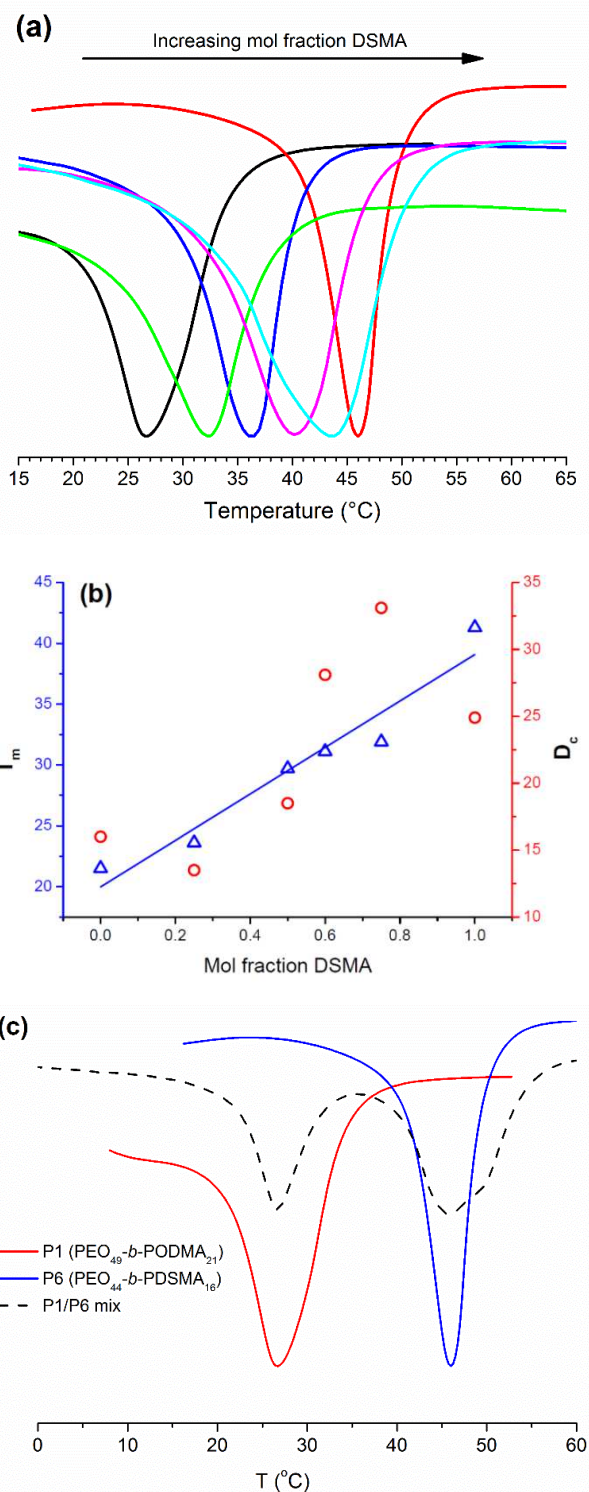 (a)
Increasing mol fraction DSMA
15 20 25 30 35 40 45 50 55 60 65
Temperature (°C)
(b)
45
40
35
30
25
20
m
35
30
25
20
15
10
D_c
0.0 0.2 0.4 0.6 0.8 1.0
Mol fraction DSMA
(c)
P1 (PEO49-b-PODMA21)
P6 (PEO44-b-PDSMA16)
P1/P6 mix
0 10 20 30 40 50 60
T (°C)